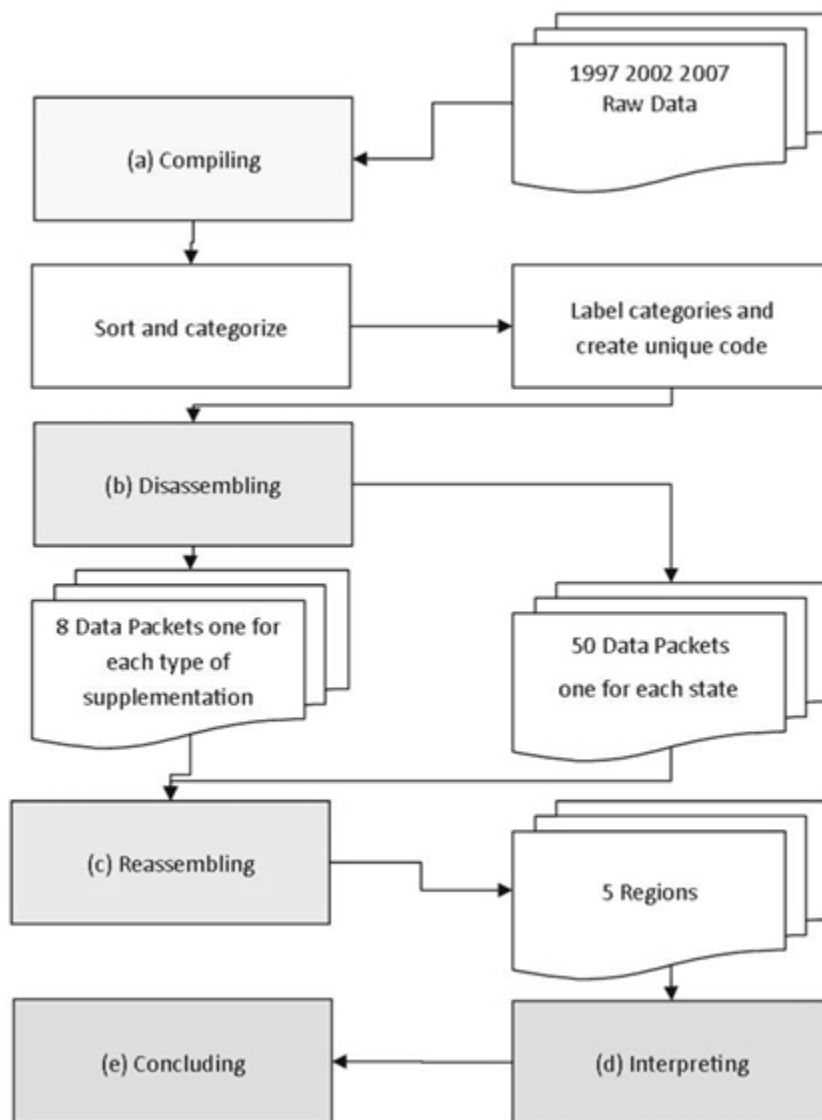 1997 2002 2007
Raw Data
(a) Compiling
Sort and categorize
Label categories and
create unique code
(b) Disassembling
8 Data Packets one for
each type of
supplementation
50 Data Packets
one for each state
(c) Reassembling
5 Regions
(d) Interpreting
(e) Concluding